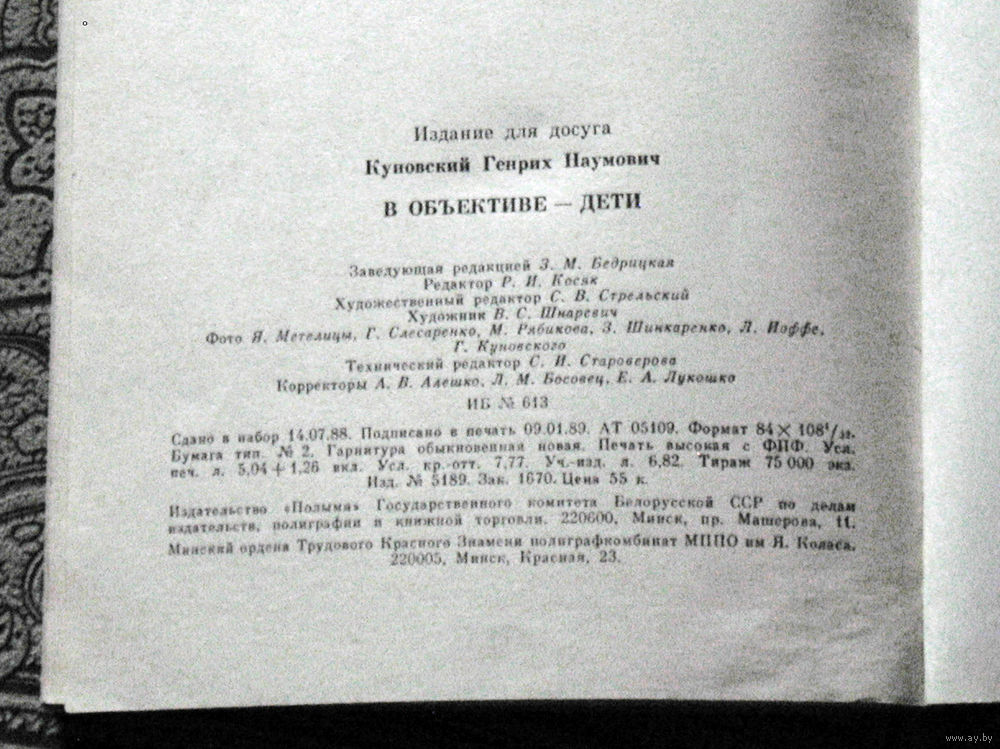 Издание для досуга
Куновский Генрих Наумович
В ОБЪЕКТИВЕ — ДЕТИ
Заведующая редакцией З. М. Бедрицкая
Редактор Р. И. Косяк
Художественный редактор С. В. Стрельский
Художник В. С. Шнаревич
Фото Я. Метелицы, Г. Слесаренко, М. Рябикова, З. Шинкаренко, Л. Иоффе,
Г. Куновского
Технический редактор С. И. Староверова
Корректоры А. В. Алешко, Л. М. Босовец, Е. А. Лукошко
ИБ № 613
Сдано в набор 14.07.88. Подписано в печать 09.01.89. АТ 05109. Формат 84×108¹/₃₂.
Бумага тип. № 2. Гарнитура обыкновенная новая. Печать высокая с ФПФ. Усл.
печ. л. 5,04+1,26 вкл. Усл. кр.-отт. 7,77. Уч.-изд. л. 6,82. Тираж 75 000 экз.
Изд. № 5189. Зак. 1670. Цена 55 к.
Издательство «Полымя» Государственного комитета Белорусской ССР по делам
издательств, полиграфии и книжной торговли. 220600, Минск, пр. Машерова, 11.
Минский ордена Трудового Красного Знамени полиграфкомбинат МППО им Я. Коласа.
220005, Минск, Красная, 23.
www.ay.by